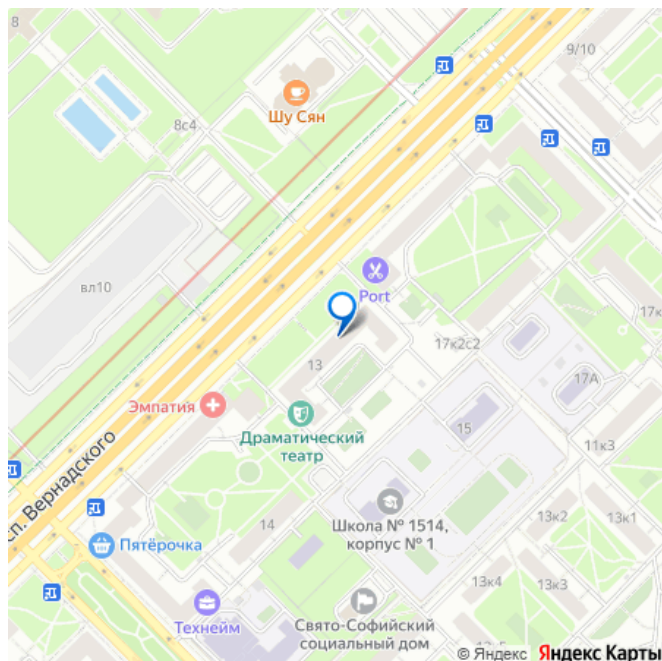 8
9/10
Шу Сян
8с4
вл10
Port
17к
17к2с2
13
17А
Эмпатия
Драматический
театр
15
11к3
сп. Вернадского
Школа № 1514,
корпус № 1
13к2
13к1
14
Пятёрочка
13к4
13к3
Технейм
Свято-Софийский
социальный дом
© Яндекс Яндекс Карты